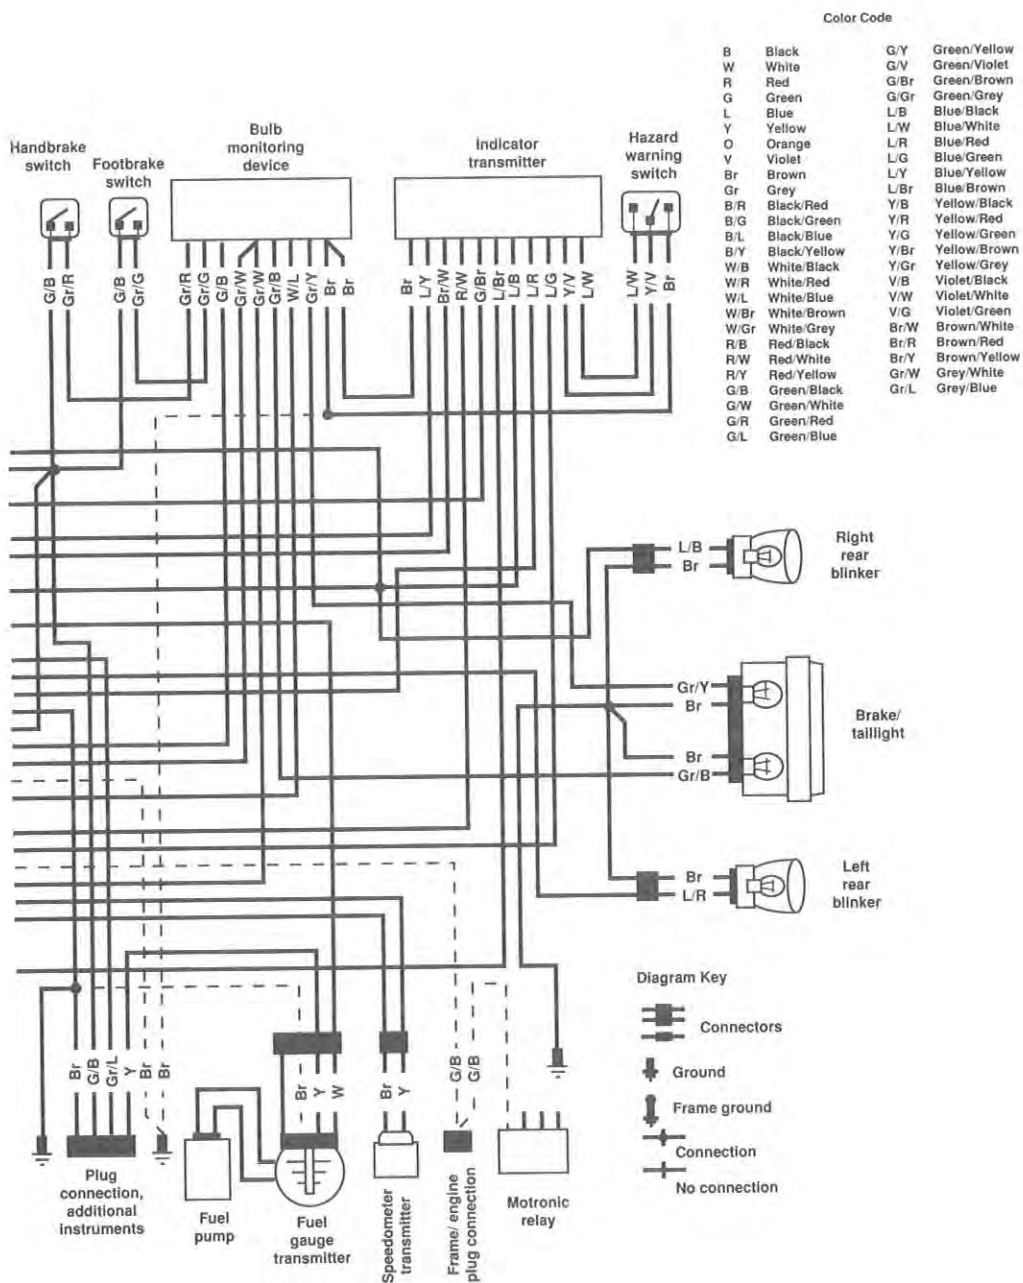 Color Code
B Black
W White
R Red
G Green
L Blue
Y Yellow
O Orange
V Violet
Br Brown
Gr Grey
B/R Black/Red
B/G Black/Green
B/L Black/Blue
B/Y Black/Yellow
W/B White/Black
W/R White/Red
W/L White/Blue
W/Br White/Brown
W/Gr White/Grey
R/B Red/Black
R/W Red/White
R/Y Red/Yellow
G/B Green/Black
G/W Green/White
G/R Green/Red
G/L Green/Blue
G/Y Green/Yellow
G/V Green/Violet
G/Br Green/Brown
G/Gr Green/Grey
L/B Blue/Black
L/W Blue/White
L/R Blue/Red
L/G Blue/Green
L/Y Blue/Yellow
L/Br Blue/Brown
Y/B Yellow/Black
Y/R Yellow/Red
Y/G Yellow/Green
Y/Br Yellow/Brown
Y/Gr Yellow/Grey
V/B Violet/Black
V/W Violet/White
V/G Violet/Green
Br/W Brown/White
Br/R Brown/Red
Br/Y Brown/Yellow
Gr/W Grey/White
Gr/L Grey/Blue
Handbrake
switch
Footbrake
switch
Bulb
monitoring
device
Indicator
transmitter
Hazard
warning
switch
G/B
Gr/R
G/B
Gr/G
Gr/R
Gr/G
G/B
Gr/W
Gr/W
Gr/B
W/L
Gr/Y
Br
Br
Br
L/Y
Br/W
R/W
G/Br
L/Br
L/B
L/R
L/G
Y/V
L/W
L/W
Y/V
Br
L/B
Br
Right
rear
blinker
Gr/Y
Br
Br
Gr/B
Brake/
taillight
Br
L/R
Left
rear
blinker
Diagram Key
Connectors
Ground
Frame ground
Connection
No connection
Br
G/B
Gr/L
Y
Br
Br
Br
Y
W
Br
Y
G/B
G/B
Plug
connection,
additional
instruments
Fuel
pump
Fuel
gauge
transmitter
Speedometer
transmitter
Frame/ engine
plug connection
Motronic
relay